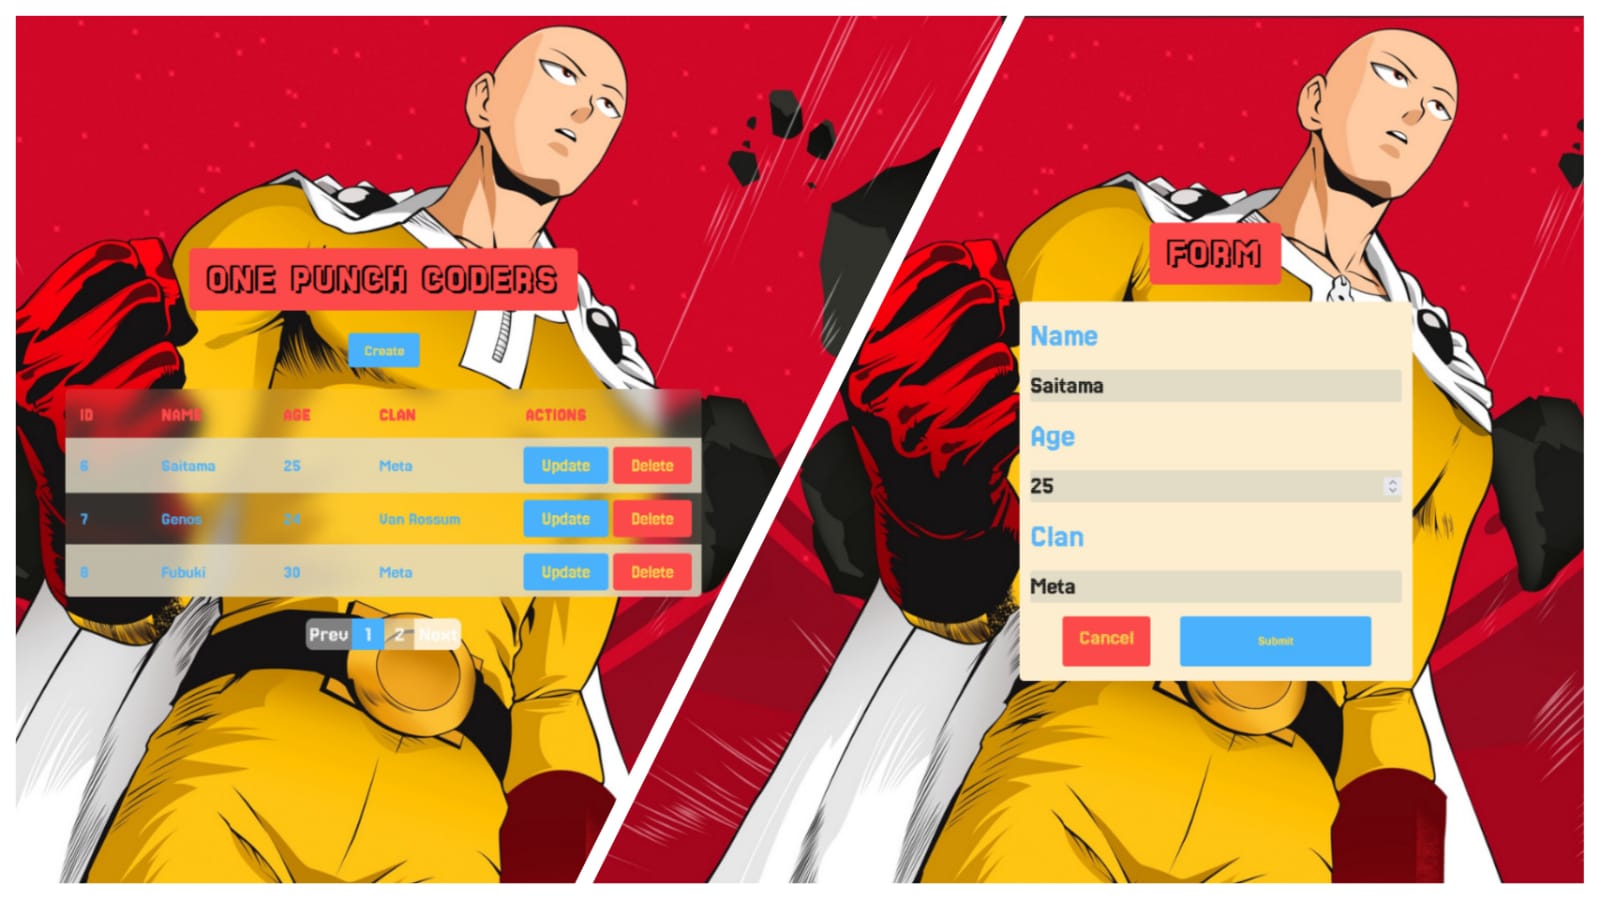 ONE PUNCH CODERS
Create
ID NAME AGE CLAN ACTIONS
6 Saitama 25 Meta Update Delete
7 Genos 24 Van Rossum Update Delete
8 Fubuki 30 Meta Update Delete
Prev 1 2 Next
FORM
Name
Saitama
Age
25
Clan
Meta
Cancel Submit